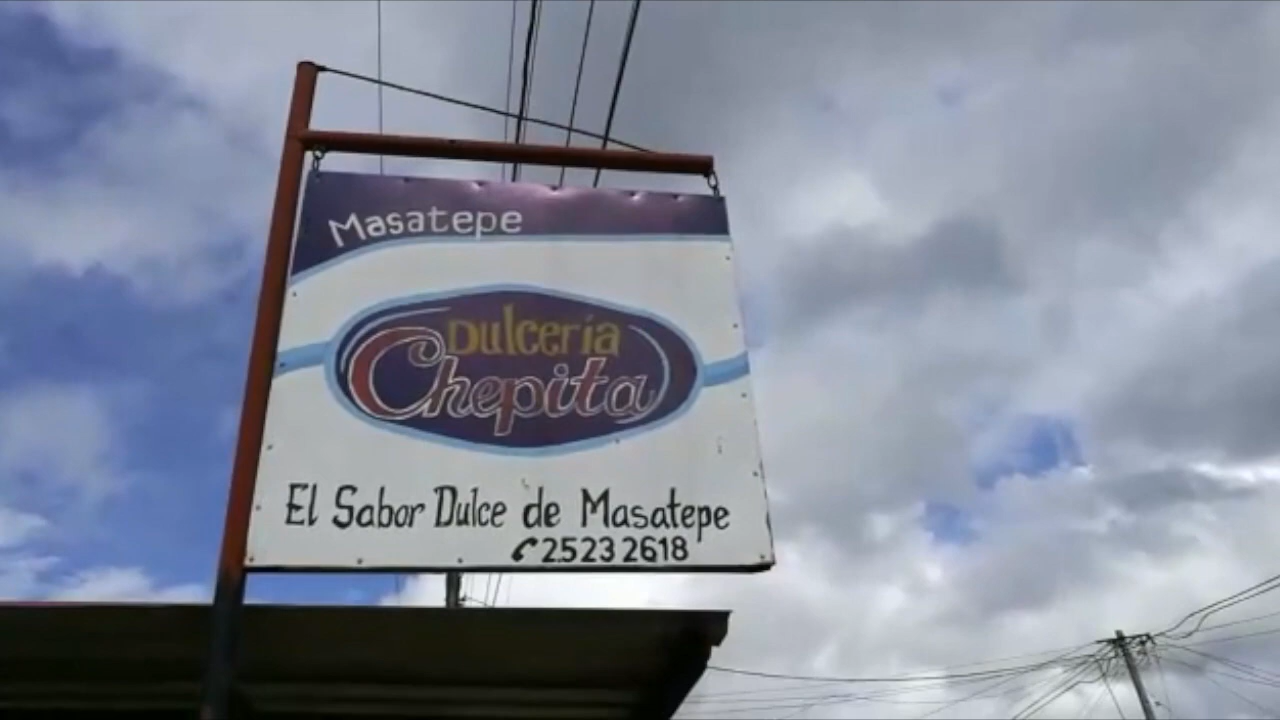 Masatepe
Dulcería
Chepita
El Sabor Dulce de Masatepe
2523 2618